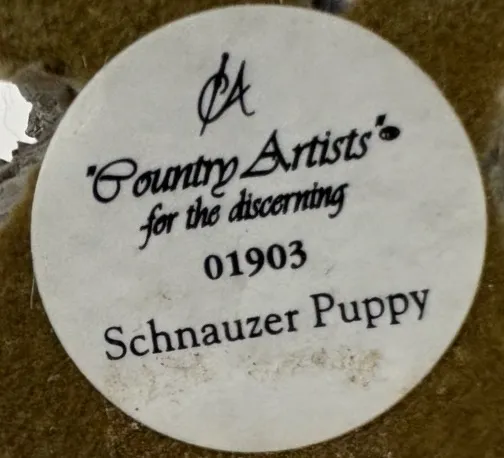 CA
"Country Artists"
for the discerning
01903
Schnauzer Puppy